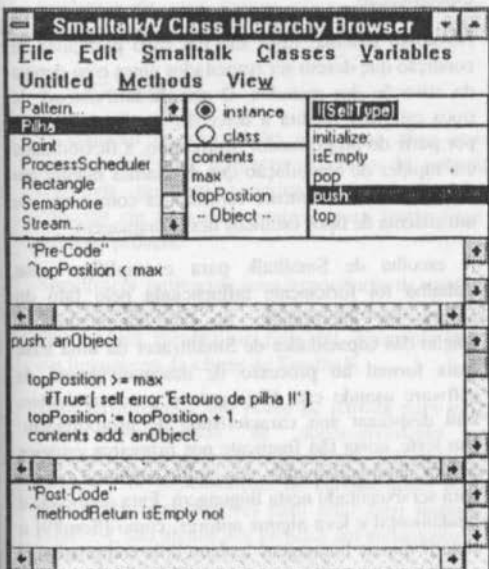 Smalltalk/V Class Hierarchy Browser
File Edit Smalltalk Classes Variables
Untitled Methods View
Pattern...
Pilha
Point
ProcessScheduler
Rectangle
Semaphore
Stream...
instance
class
contents
max
topPosition
-- Object --
!(SelfType)
initialize:
isEmpty
pop
push:
top
"Pre-Code"
^topPosition < max
push: anObject
topPosition >= max
ifTrue:[ self error:'Estouro de pilha !!' ].
topPosition := topPosition + 1.
contents add: anObject
"Post-Code"
^methodReturn isEmpty not